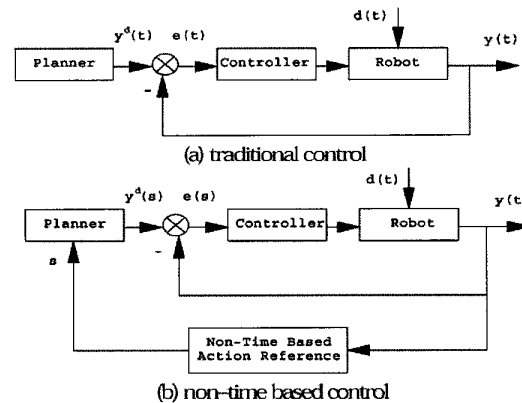 d(t)
y^d(t) e(t) y(t)
Planner Controller Robot
-
(a) traditional control
d(t)
y^d(s) e(s) y(t
Planner Controller Robot
-
s
Non-Time Based
Action Reference
(b) non-time based control